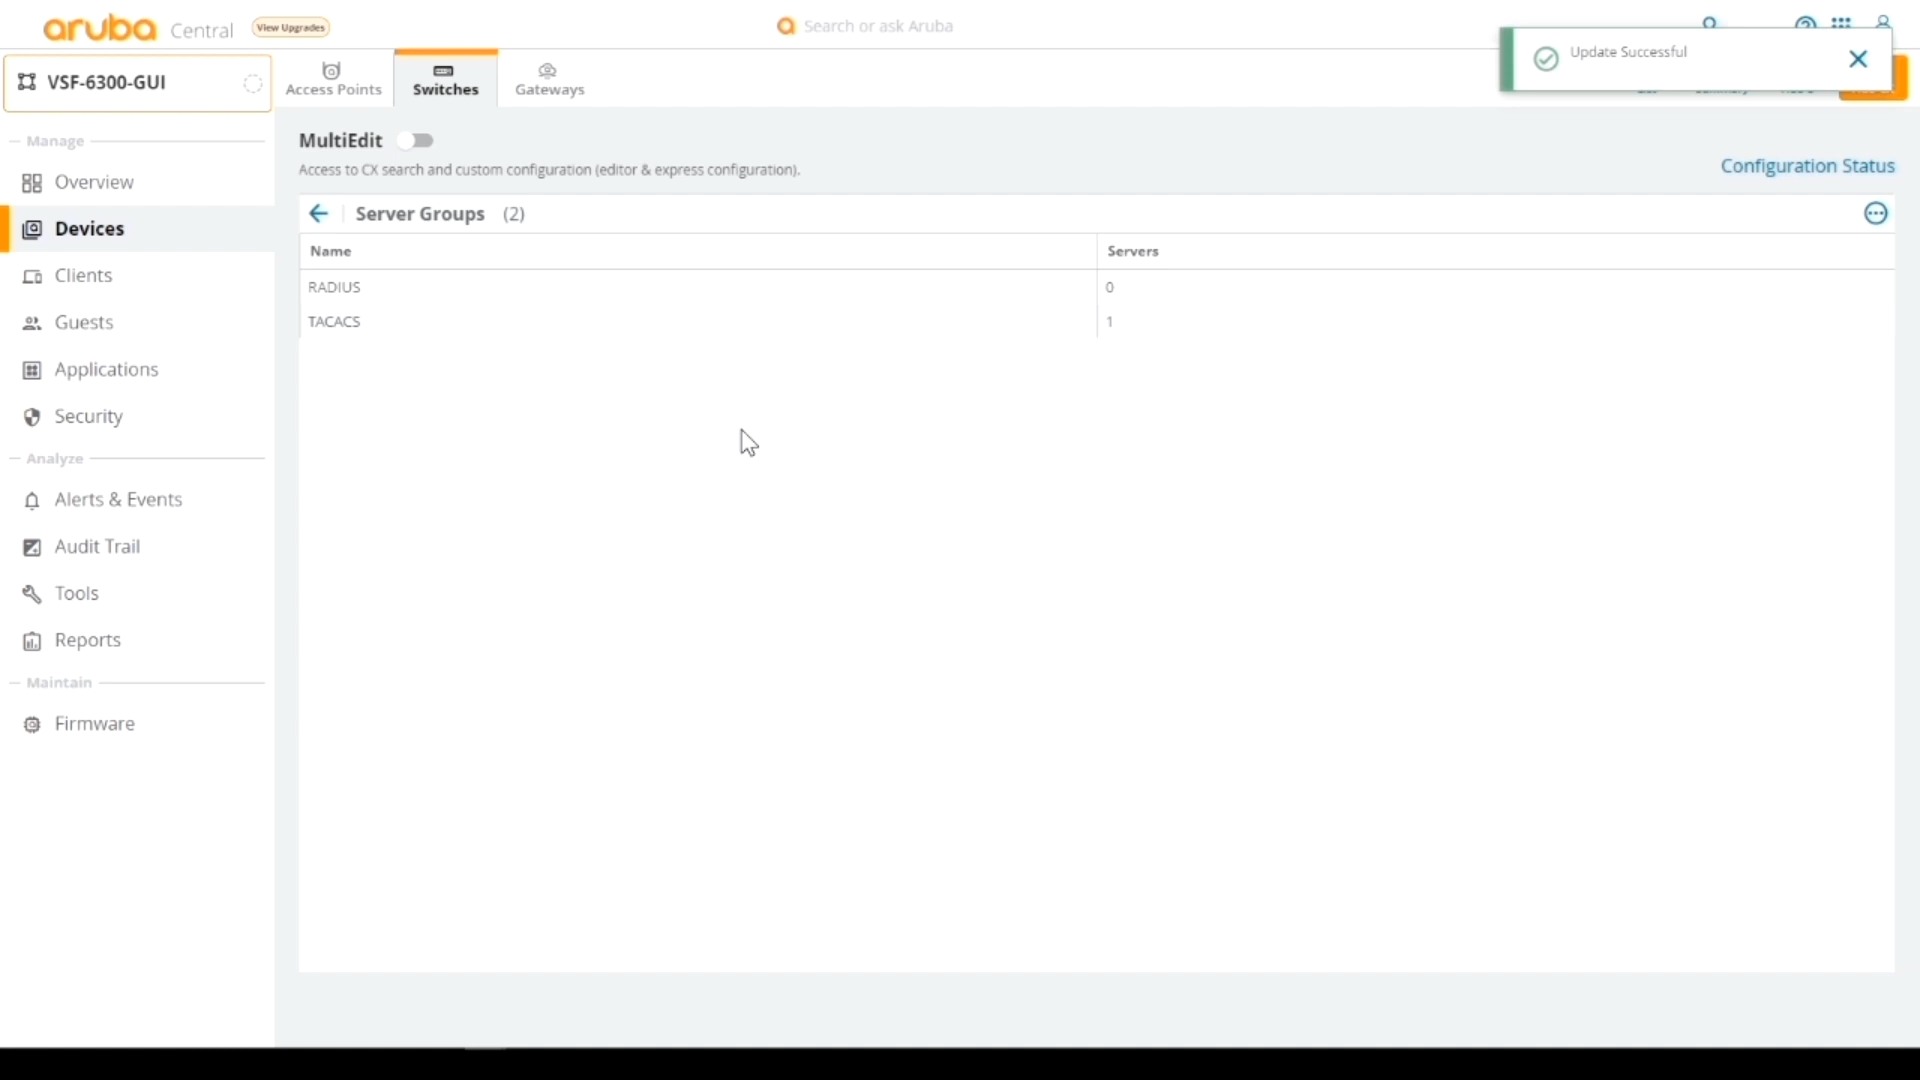 aruba Central View Upgrades
Search or ask Aruba
Update Successful
VSF-6300-GUI
Access Points
Switches
Gateways
Manage
Overview
Devices
Clients
Guests
Applications
Security
Analyze
Alerts & Events
Audit Trail
Tools
Reports
Maintain
Firmware
MultiEdit
Access to CX search and custom configuration (editor & express configuration).
Configuration Status
Server Groups (2)
Name Servers
RADIUS 0
TACACS 1